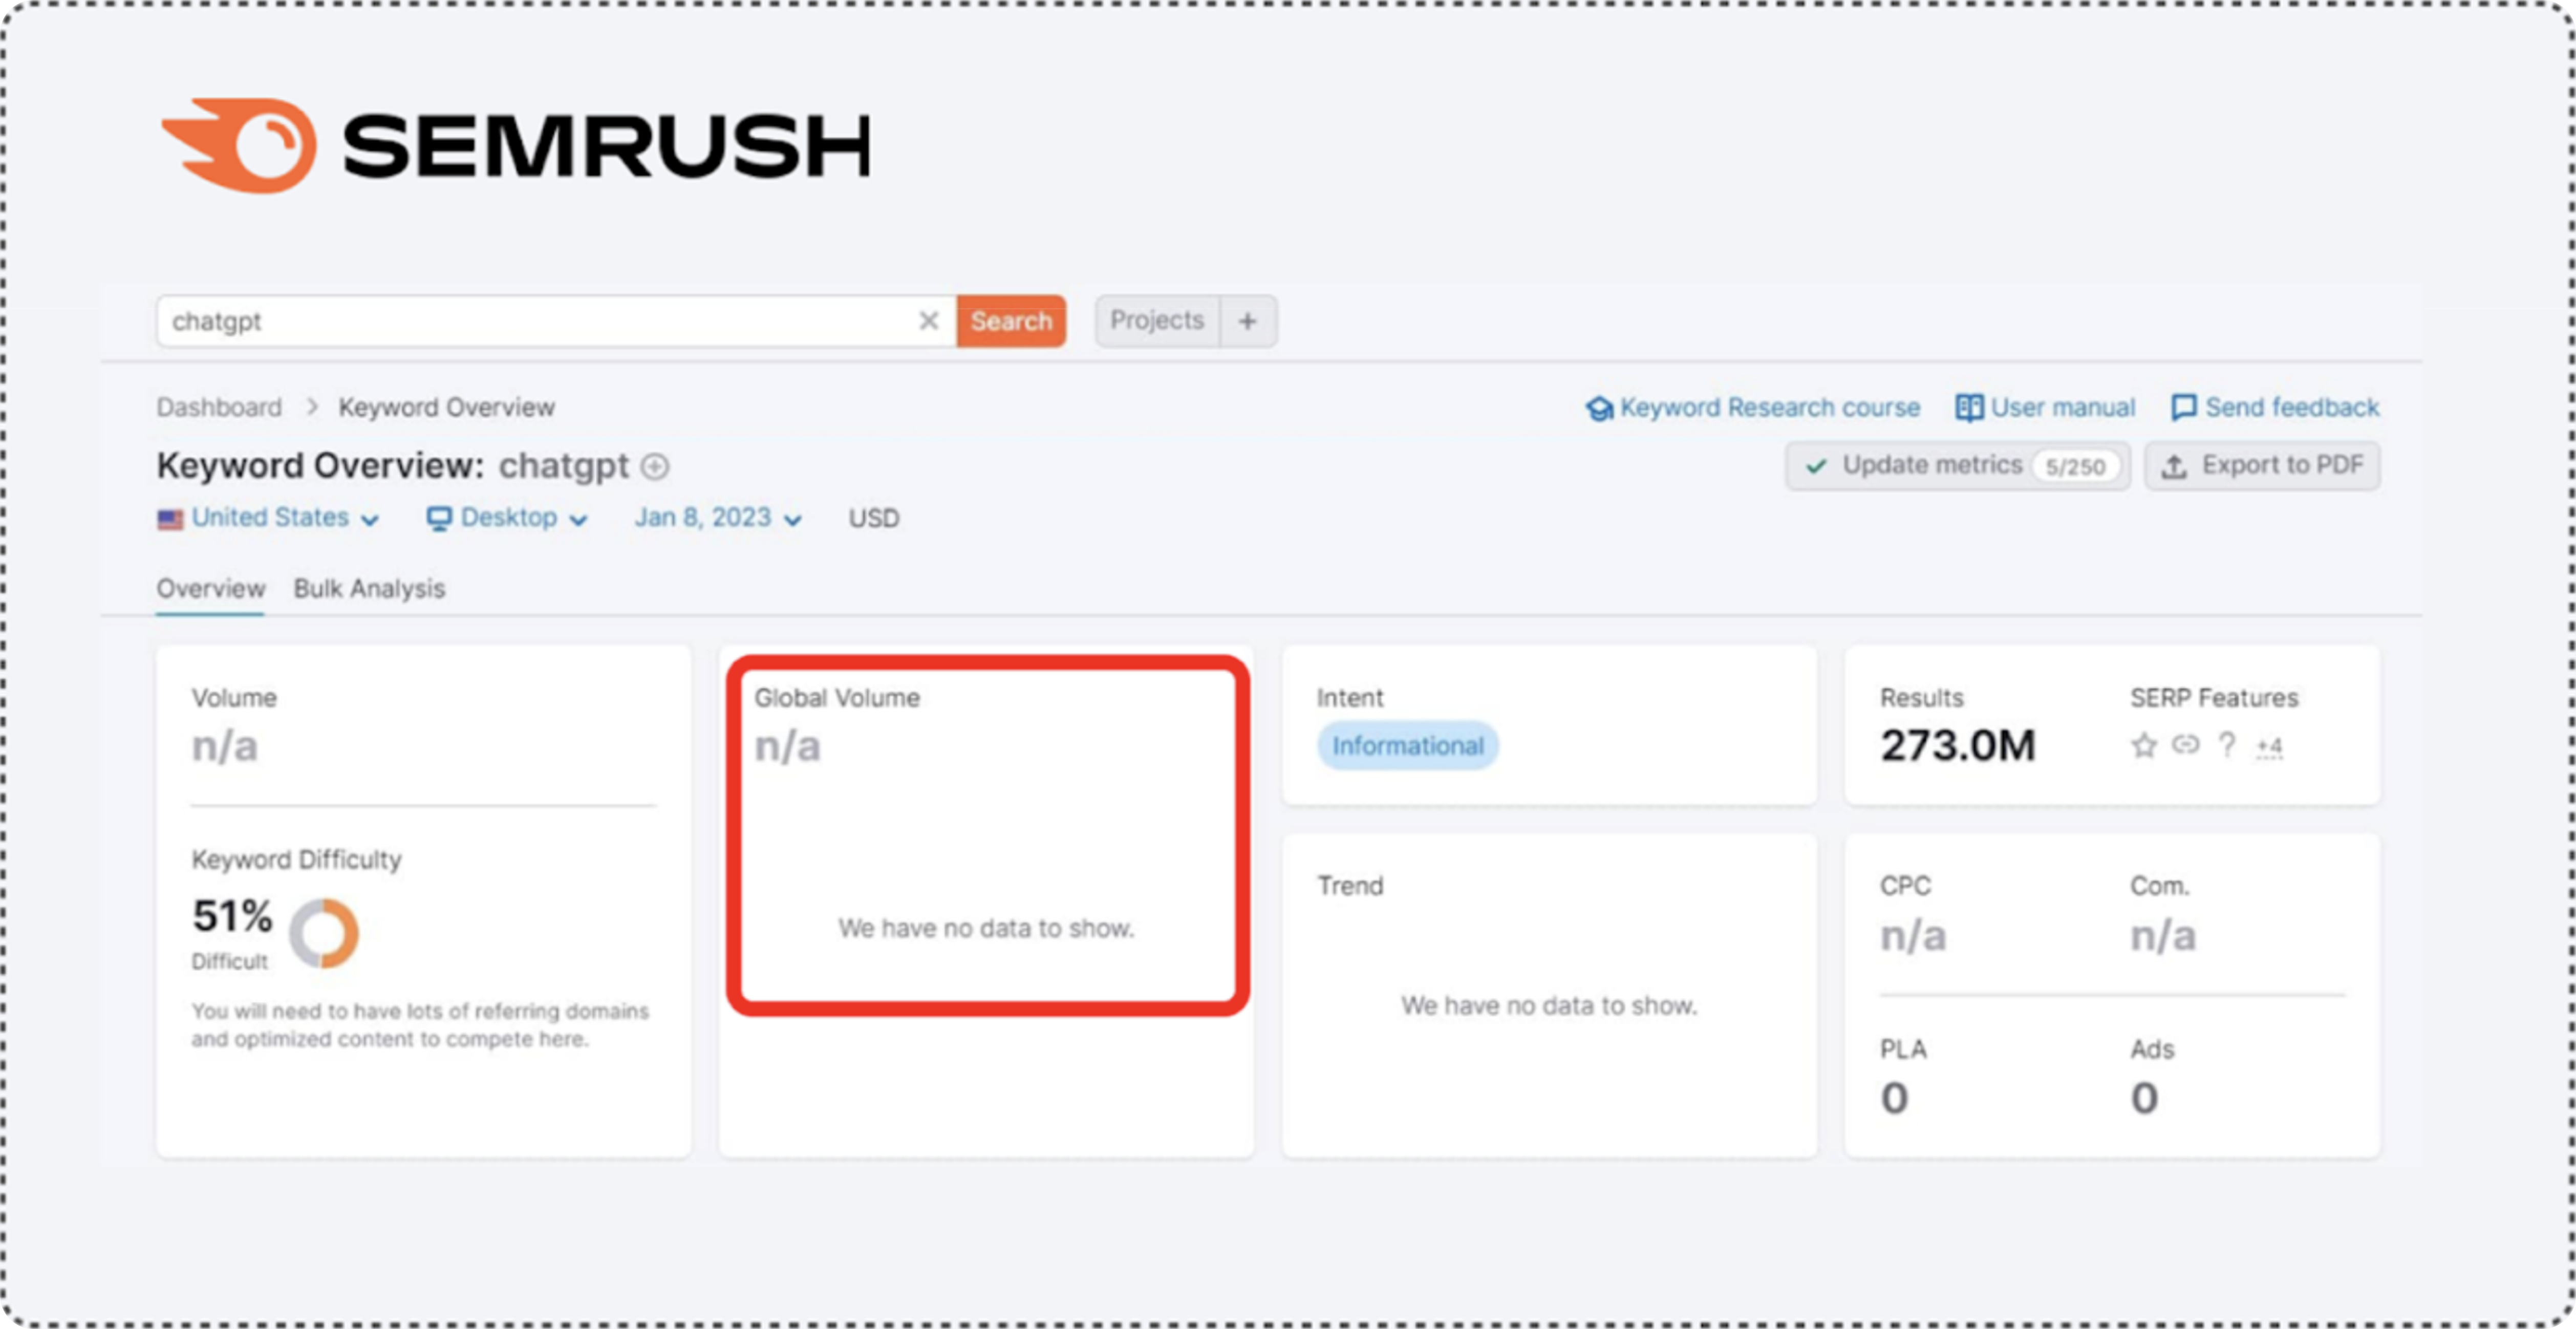 SEMRUSH
chatgpt
Search
Projects
+
Dashboard > Keyword Overview
Keyword Research course
User manual
Send feedback
Keyword Overview: chatgpt
Update metrics 5/250
Export to PDF
United States
Desktop
Jan 8, 2023
USD
Overview
Bulk Analysis
Volume
n/a
Keyword Difficulty
51%
Difficult
You will need to have lots of referring domains
and optimized content to compete here.
Global Volume
n/a
We have no data to show.
Intent
Informational
Trend
We have no data to show.
Results
273.0M
SERP Features
? +4
CPC
n/a
Com.
n/a
PLA
0
Ads
0